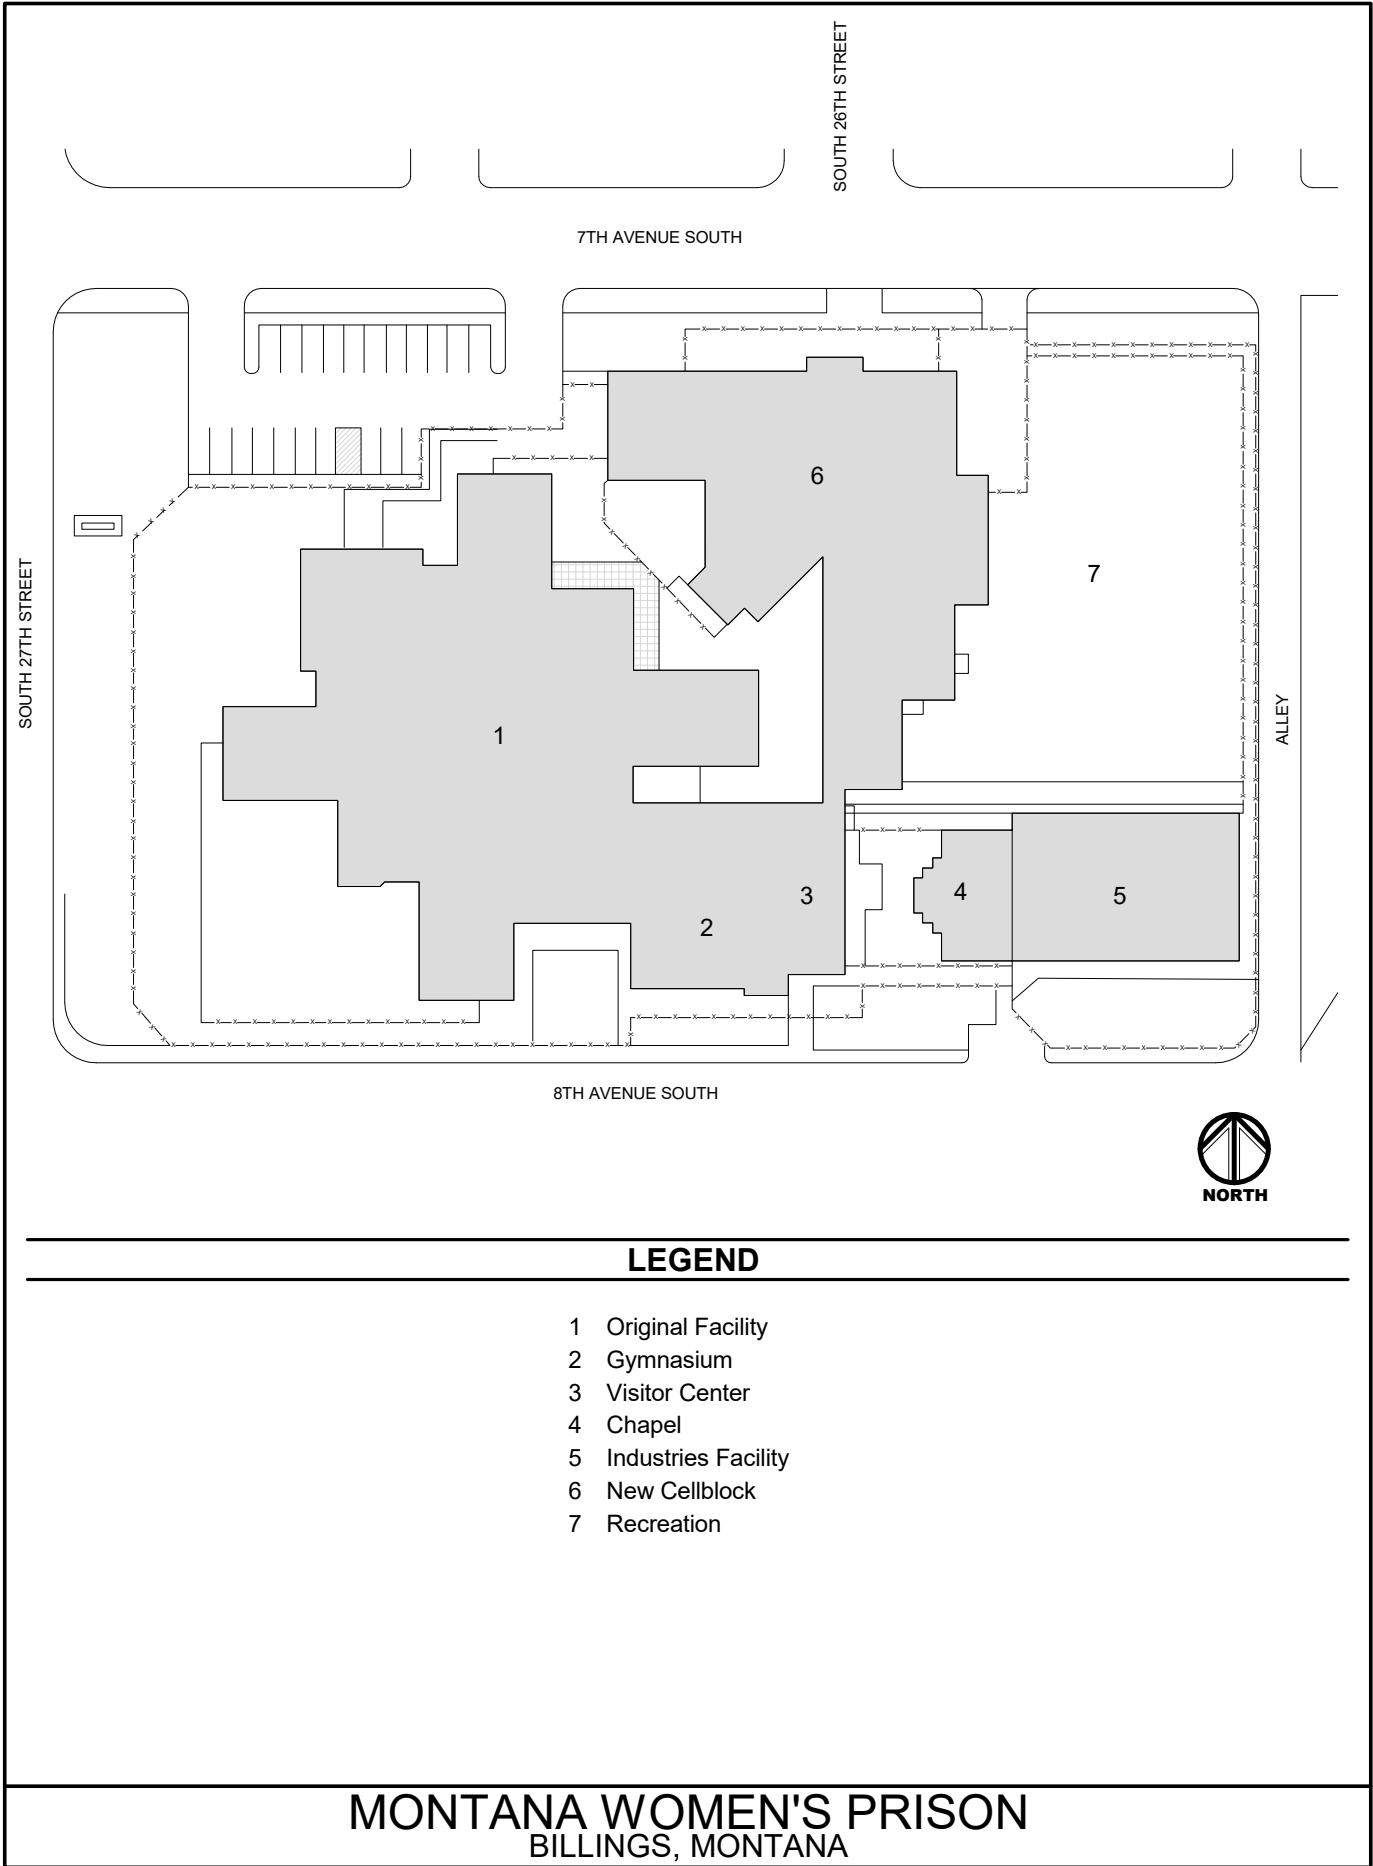 SOUTH 26TH STREET
7TH AVENUE SOUTH
6
7
SOUTH 27TH STREET
ALLEY
1
4
3
5
2
8TH AVENUE SOUTH
NORTH
LEGEND
1 Original Facility
2 Gymnasium
3 Visitor Center
4 Chapel
5 Industries Facility
6 New Cellblock
7 Recreation
MONTANA WOMEN'S PRISON
BILLINGS, MONTANA